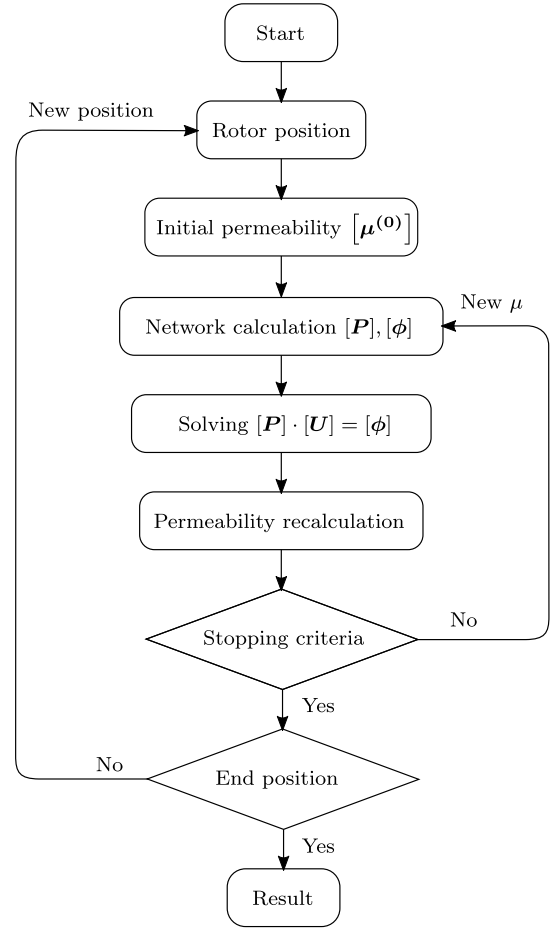 Start
New position
Rotor position
Initial permeability [μ⁽⁰⁾]
New μ
Network calculation [P], [ϕ]
Solving [P] · [U] = [ϕ]
Permeability recalculation
Stopping criteria
No
Yes
End position
No
Yes
Result